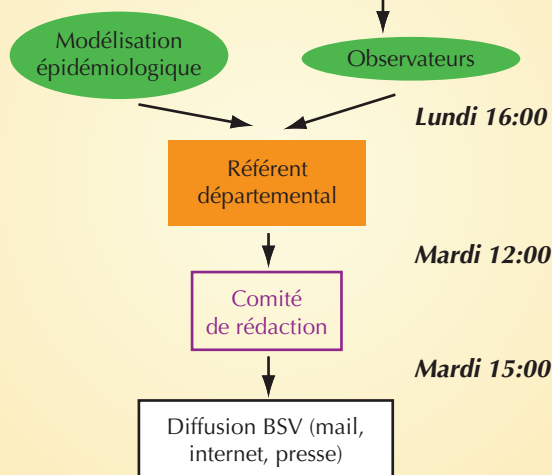 Modélisation
épidémiologique
Observateurs
Lundi 16:00
Référent
départemental
Mardi 12:00
Comité
de rédaction
Mardi 15:00
Diffusion BSV (mail,
internet, presse)